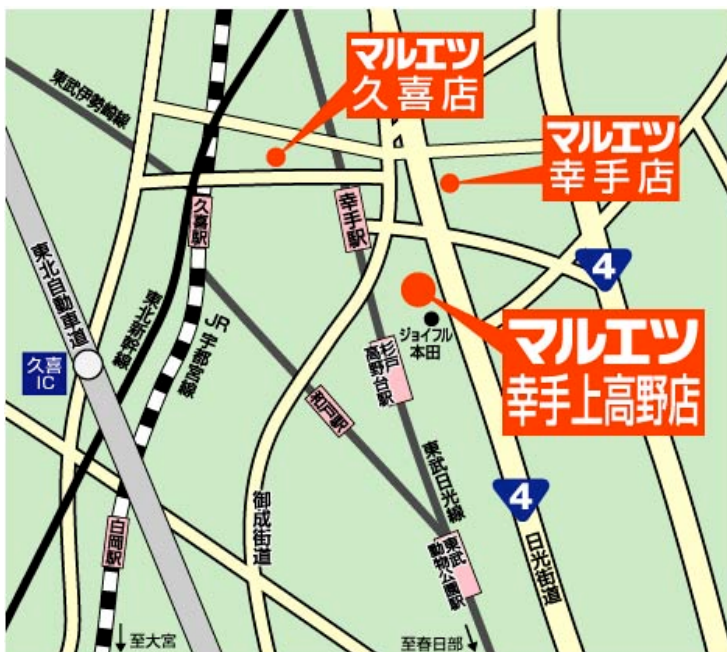 マルエツ
久喜店
マルエツ
幸手店
東武伊勢崎線
久喜駅
幸手駅
4
東北自動車道
東北新幹線
JR宇都宮線
ジョイフル
本田
マルエツ
幸手上高野店
杉戸
高野台駅
久喜
IC
和戸駅
東武日光線
御成街道
4
日光街道
白岡駅
東武
動物公園駅
至大宮
至春日部